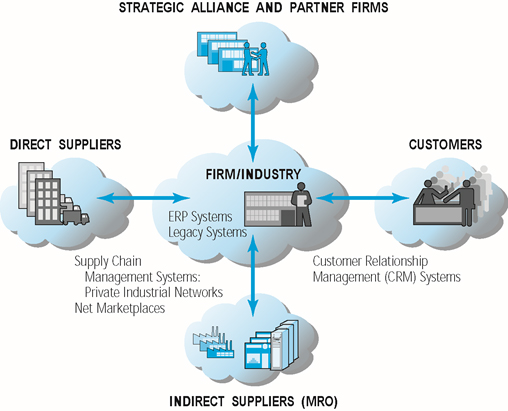 STRATEGIC ALLIANCE AND PARTNER FIRMS
DIRECT SUPPLIERS
CUSTOMERS
FIRM/INDUSTRY
ERP Systems
Legacy Systems
Supply Chain
Management Systems:
Private Industrial Networks
Net Marketplaces
Customer Relationship
Management (CRM) Systems
INDIRECT SUPPLIERS (MRO)